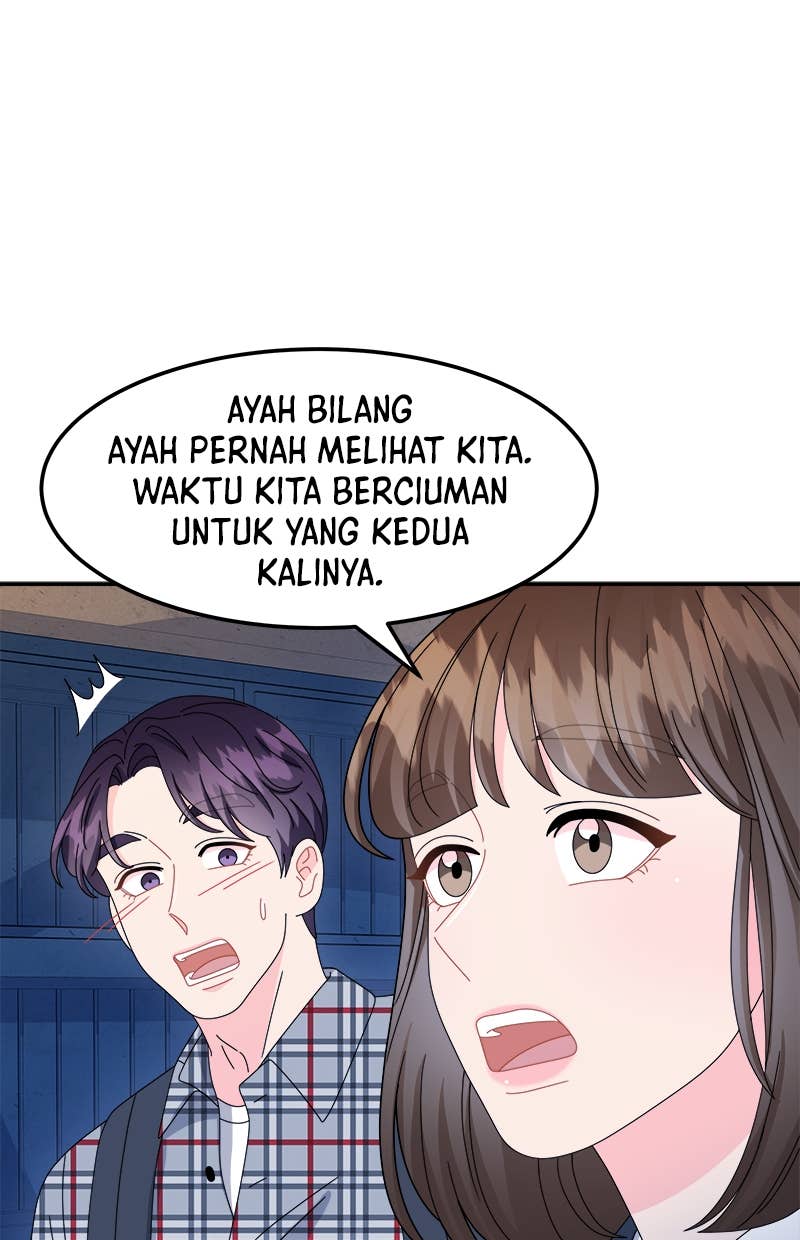 AYAH BILANG
AYAH PERNAH MELIHAT KITA.
WAKTU KITA BERCIUMAN
UNTUK YANG KEDUA
KALINYA.